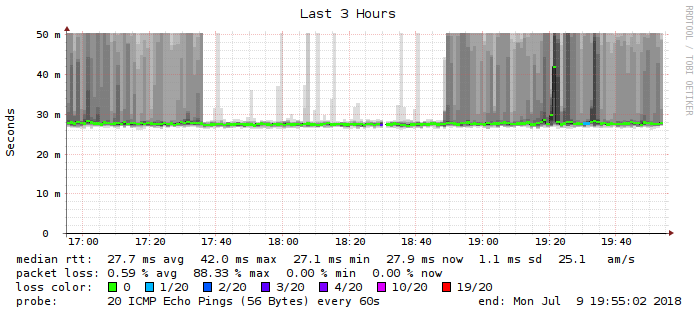 Last 3 Hours
RRDTOOL / TOBI OETIKER
Seconds
50 m
40 m
30 m
20 m
10 m
0
17:00 17:20 17:40 18:00 18:20 18:40 19:00 19:20 19:40
median rtt: 27.7 ms avg 42.0 ms max 27.1 ms min 27.9 ms now 1.1 ms sd 25.1 am/s
packet loss: 0.59 % avg 88.33 % max 0.00 % min 0.00 % now
loss color: 0 1/20 2/20 3/20 4/20 10/20 19/20
probe: 20 ICMP Echo Pings (56 Bytes) every 60s end: Mon Jul 9 19:55:02 2018